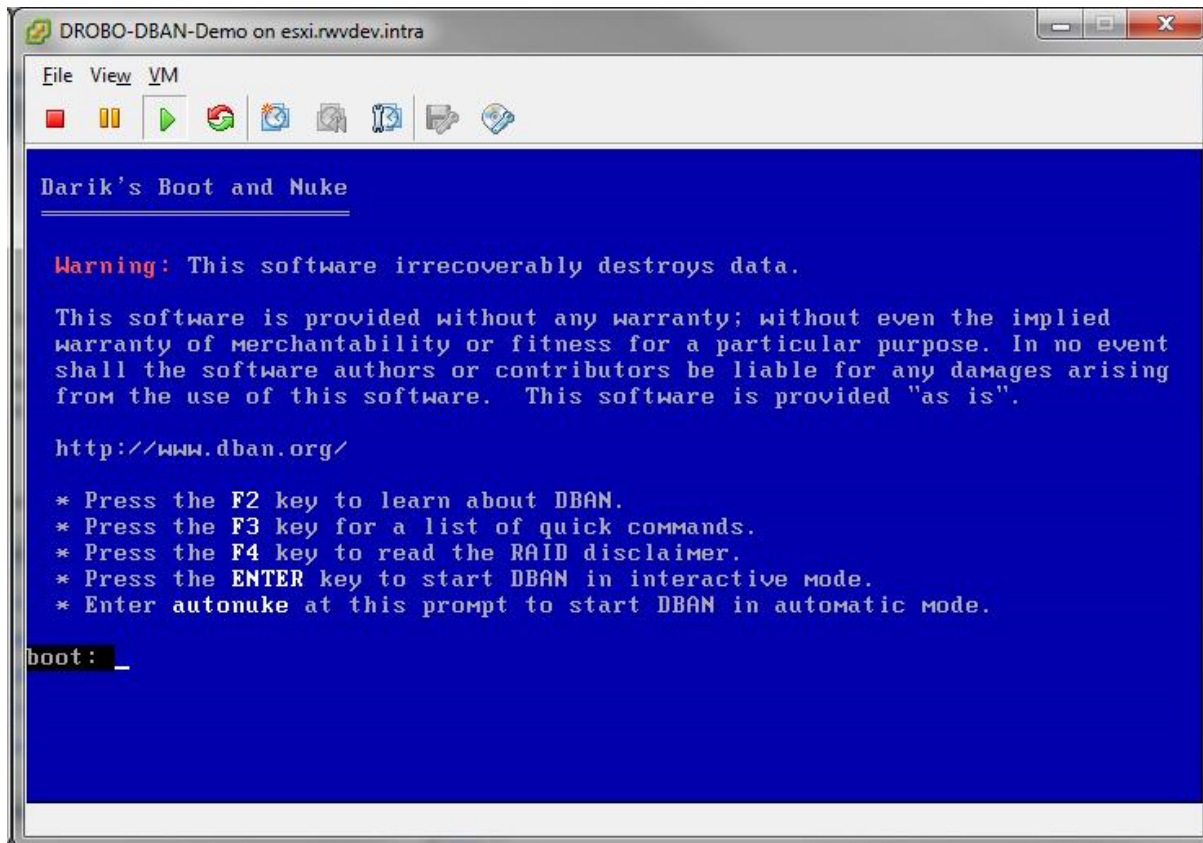 DROBO-DBAN-Demo on esxi.rwvdev.intra
File View VM
Darik's Boot and Nuke
Warning: This software irrecoverably destroys data.
This software is provided without any warranty; without even the implied
warranty of merchantability or fitness for a particular purpose. In no event
shall the software authors or contributors be liable for any damages arising
from the use of this software.  This software is provided "as is".
http://www.dban.org/
* Press the F2 key to learn about DBAN.
* Press the F3 key for a list of quick commands.
* Press the F4 key to read the RAID disclaimer.
* Press the ENTER key to start DBAN in interactive mode.
* Enter autonuke at this prompt to start DBAN in automatic mode.
boot: _